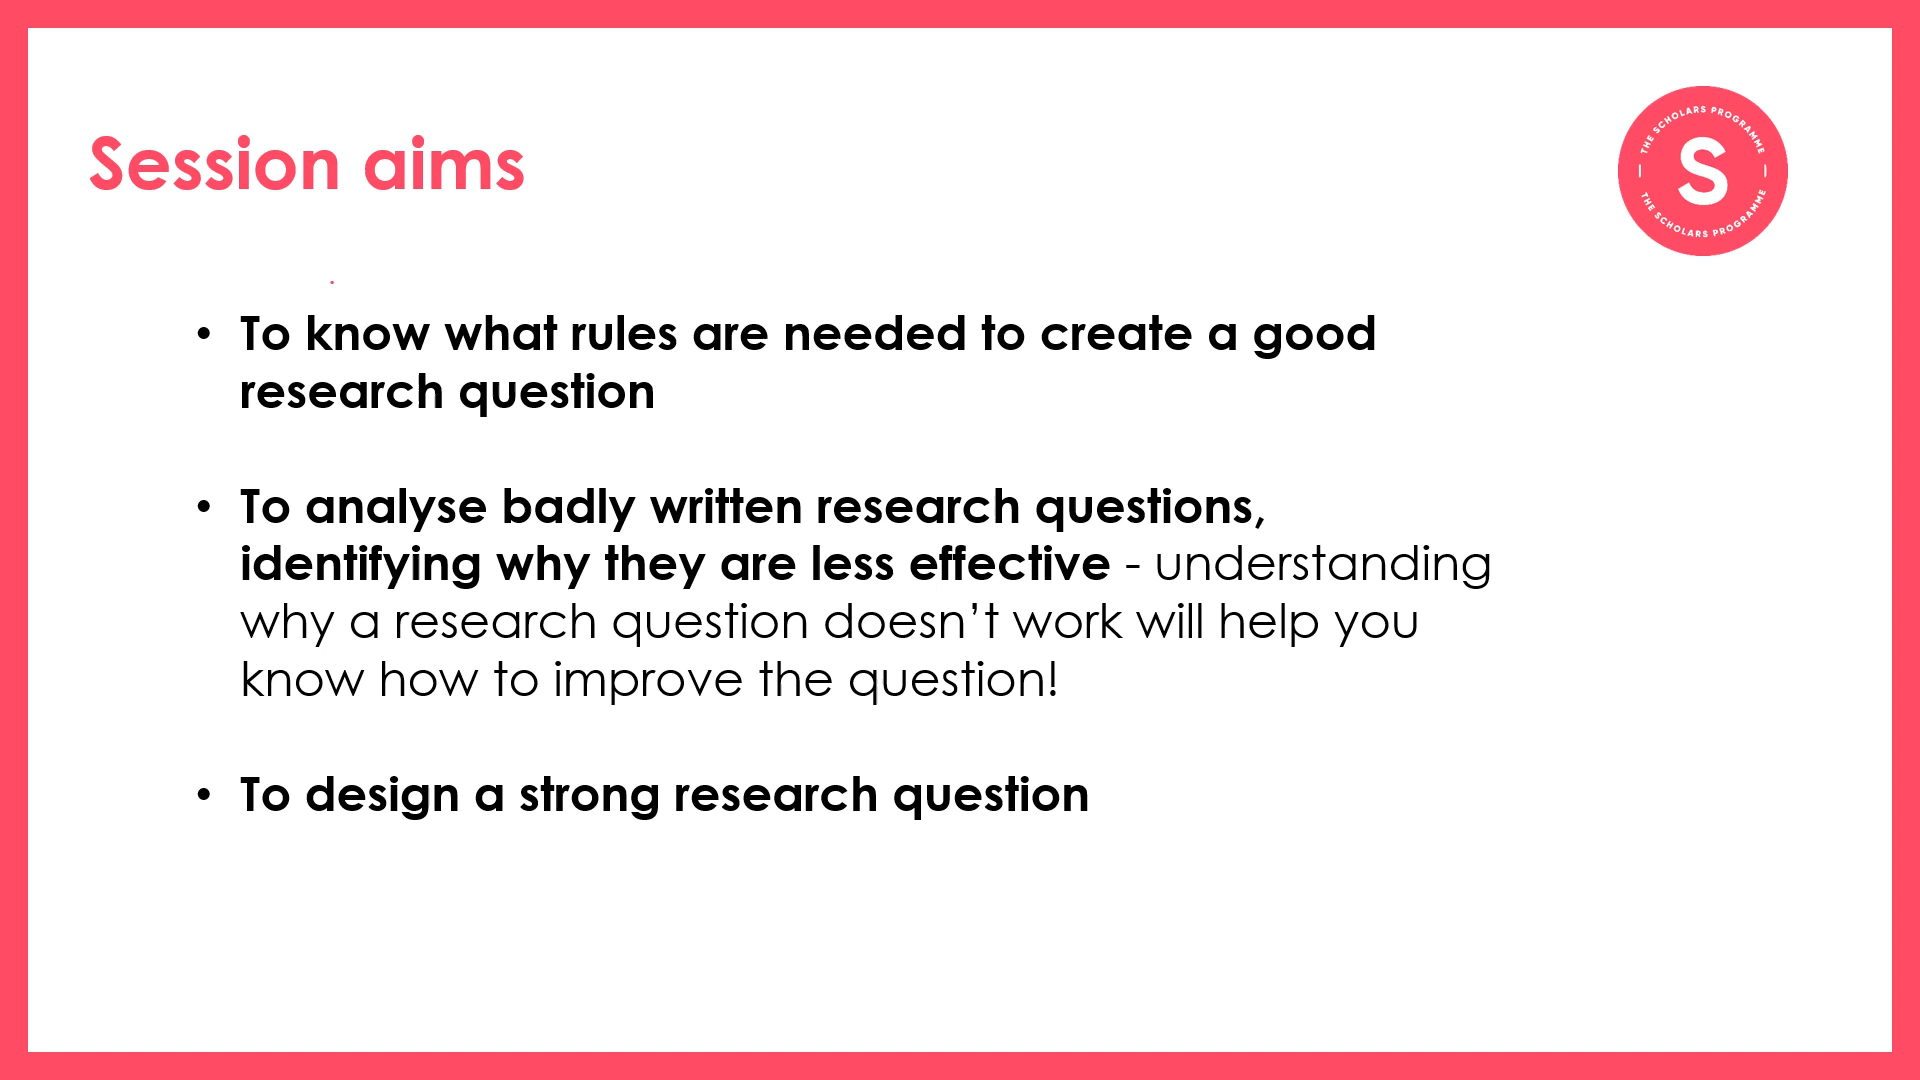 Session aims
THE SCHOLARS PROGRAMME
S
THE SCHOLARS PROGRAMME
.
• To know what rules are needed to create a good
research question
• To analyse badly written research questions,
identifying why they are less effective - understanding
why a research question doesn’t work will help you
know how to improve the question!
• To design a strong research question